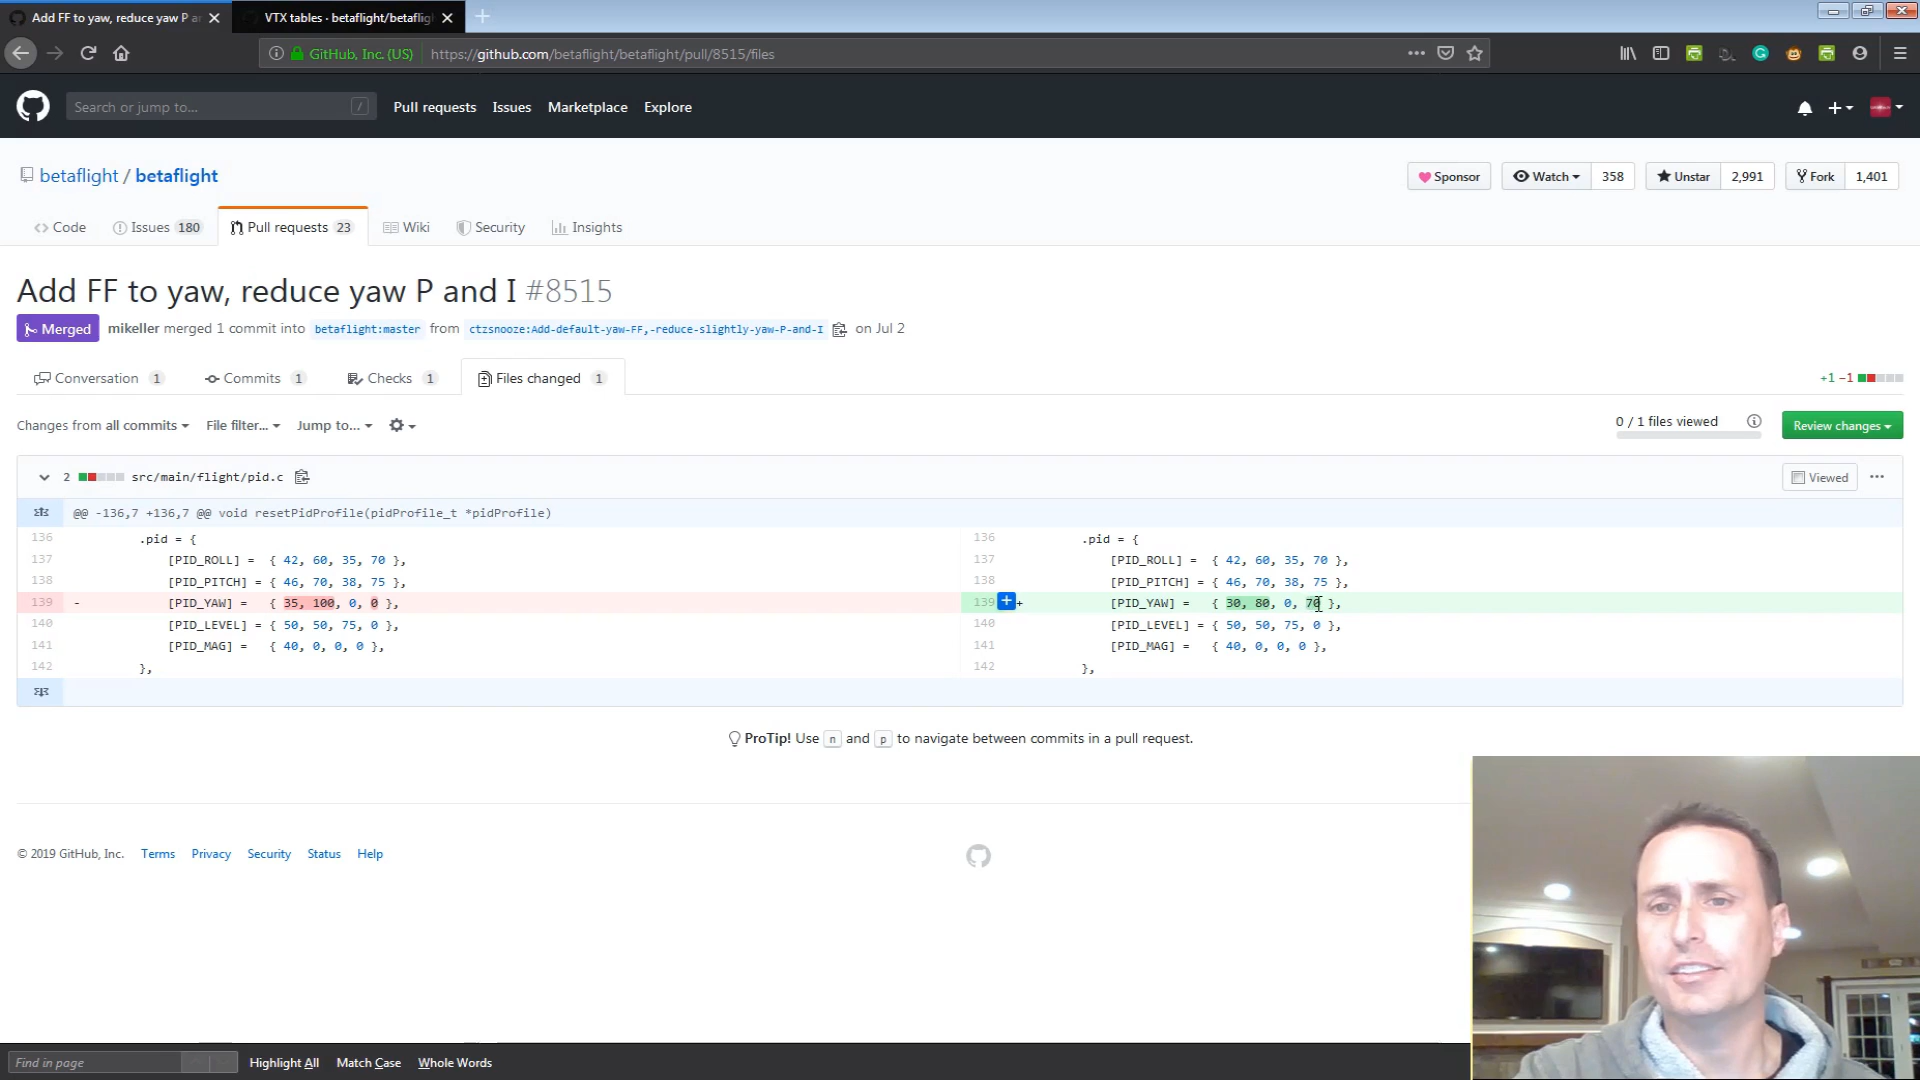 Add FF to yaw, reduce yaw P ar
VTX tables · betaflight/betaflig
GitHub, Inc. (US)
https://github.com/betaflight/betaflight/pull/8515/files
Search or jump to...
/
Pull requests
Issues
Marketplace
Explore
betaflight / betaflight
Sponsor
Watch
358
Unstar
2,991
Fork
1,401
Code
Issues 180
Pull requests 23
Wiki
Security
Insights
Add FF to yaw, reduce yaw P and I #8515
Merged
mikeller merged 1 commit into betaflight:master from ctzsnooze:Add-default-yaw-FF,-reduce-slightly-yaw-P-and-I on Jul 2
Conversation 1
Commits 1
Checks 1
Files changed 1
+1 −1
Changes from all commits
File filter...
Jump to...
0 / 1 files viewed
Review changes
2 src/main/flight/pid.c
Viewed
@@ -136,7 +136,7 @@ void resetPidProfile(pidProfile_t *pidProfile)
136 .pid = {
137 [PID_ROLL] = { 42, 60, 35, 70 },
138 [PID_PITCH] = { 46, 70, 38, 75 },
139 - [PID_YAW] = { 35, 100, 0, 0 },
140 [PID_LEVEL] = { 50, 50, 75, 0 },
141 [PID_MAG] = { 40, 0, 0, 0 },
142 },
136 .pid = {
137 [PID_ROLL] = { 42, 60, 35, 70 },
138 [PID_PITCH] = { 46, 70, 38, 75 },
139 + [PID_YAW] = { 30, 80, 0, 70 },
140 [PID_LEVEL] = { 50, 50, 75, 0 },
141 [PID_MAG] = { 40, 0, 0, 0 },
142 },
ProTip! Use n and p to navigate between commits in a pull request.
© 2019 GitHub, Inc.
Terms
Privacy
Security
Status
Help
Find in page
Highlight All
Match Case
Whole Words